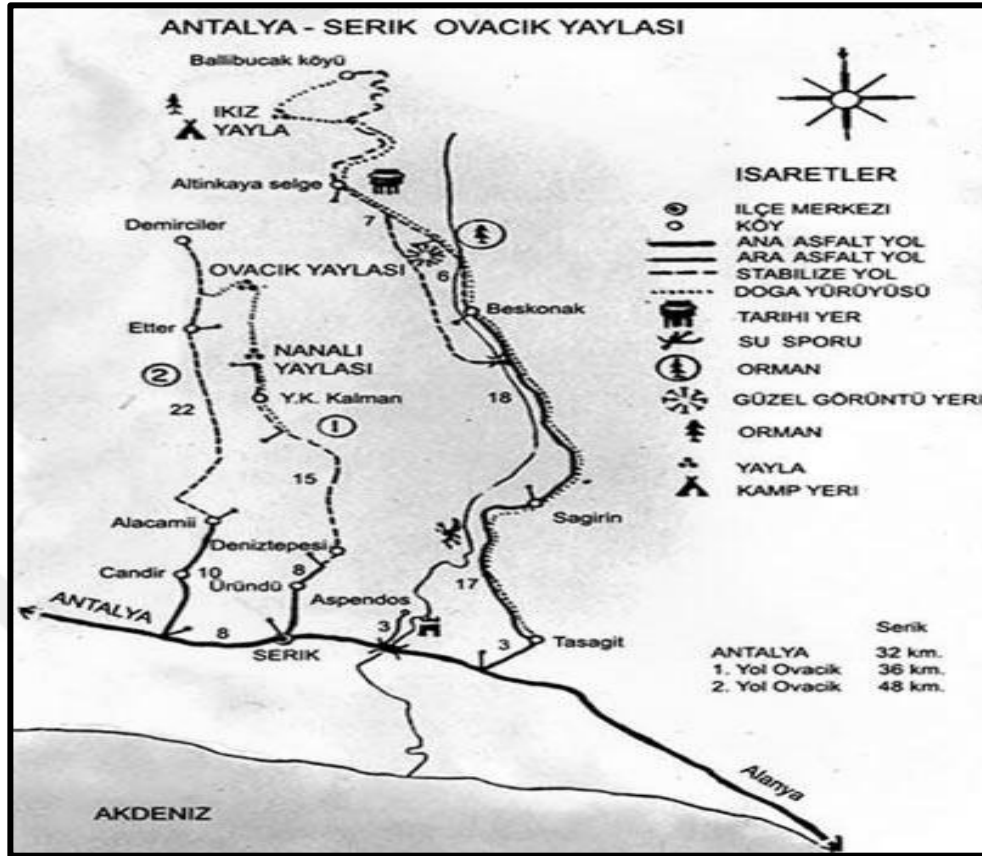 ANTALYA - SERIK OVACIK YAYLASI
Ballibucak köyü
IKIZ
YAYLA
Altinkaya selge
7
Demirciler
OVACIK YAYLASI
6
Beskonak
Etter
NANALI
YAYLASI
2
22
18
Y.K. Kalman
1
15
Sagirin
Alacamii
Deniztepesi
Candir
10
8
Üründü
17
Aspendos
ANTALYA
8
3
SERIK
3
Tasagit
Alanya
AKDENIZ
ISARETLER
ILÇE MERKEZI
KÖY
ANA ASFALT YOL
ARA ASFALT YOL
STABILIZE YOL
DOGA YÜRÜYÜSÜ
TARIHI YER
SU SPORU
ORMAN
GÜZEL GÖRÜNTÜ YERI
ORMAN
YAYLA
KAMP YERI
Serik
ANTALYA 32 km.
1. Yol Ovacik 36 km.
2. Yol Ovacik 48 km.